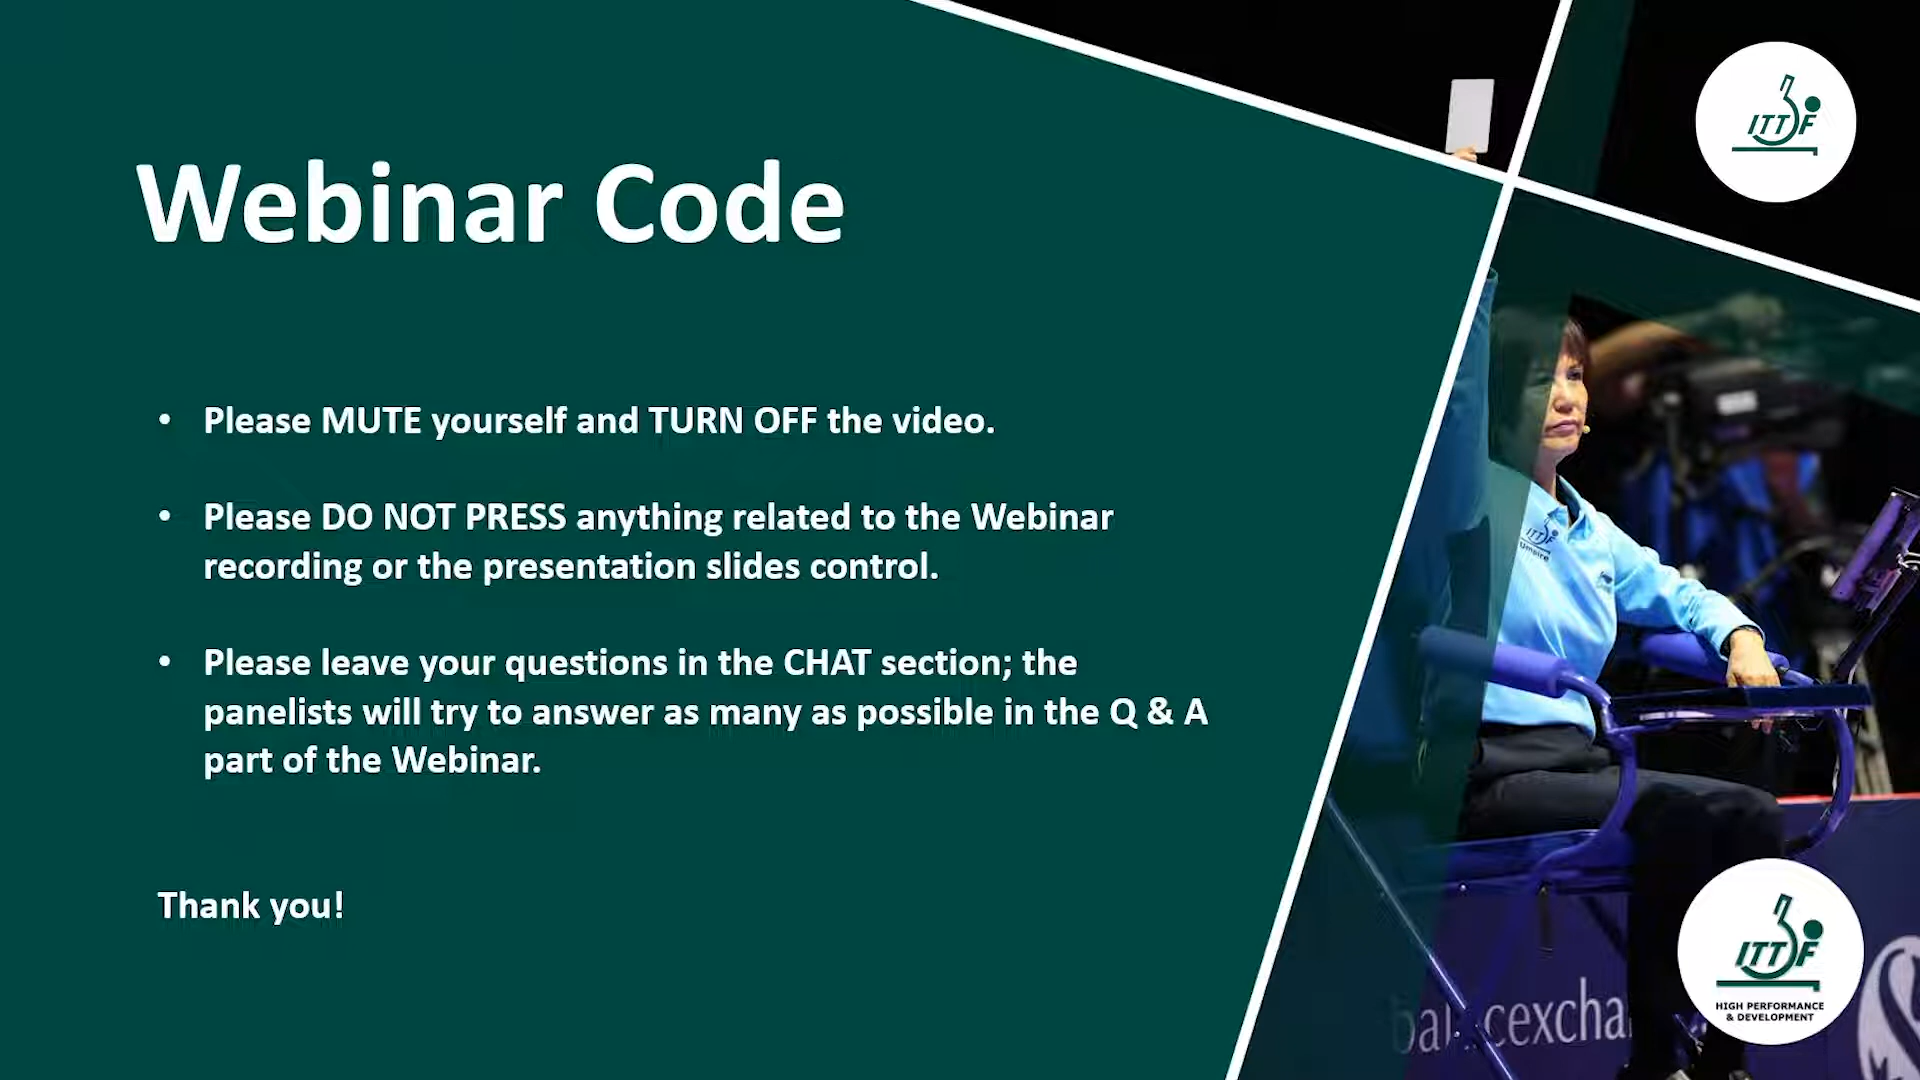 Webinar Code
ITTF
• Please MUTE yourself and TURN OFF the video.
• Please DO NOT PRESS anything related to the Webinar
recording or the presentation slides control.
• Please leave your questions in the CHAT section; the
panelists will try to answer as many as possible in the Q & A
part of the Webinar.
Thank you!
ITTF
Umpire
ITTF
HIGH PERFORMANCE
& DEVELOPMENT